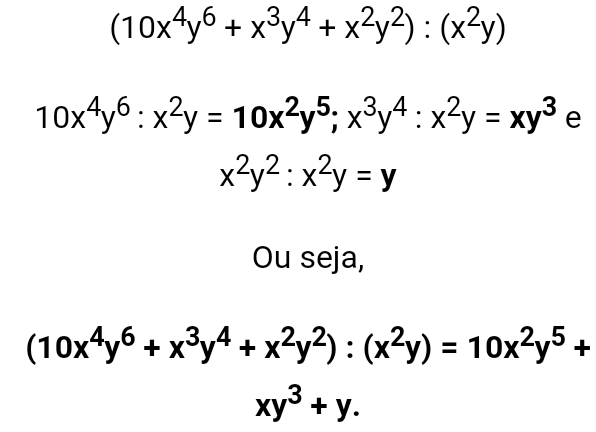 (10x⁴y⁶ + x³y⁴ + x²y²) : (x²y)
10x⁴y⁶ : x²y = 10x²y⁵; x³y⁴ : x²y = xy³ e
x²y² : x²y = y
Ou seja,
(10x⁴y⁶ + x³y⁴ + x²y²) : (x²y) = 10x²y⁵ +
xy³ + y.